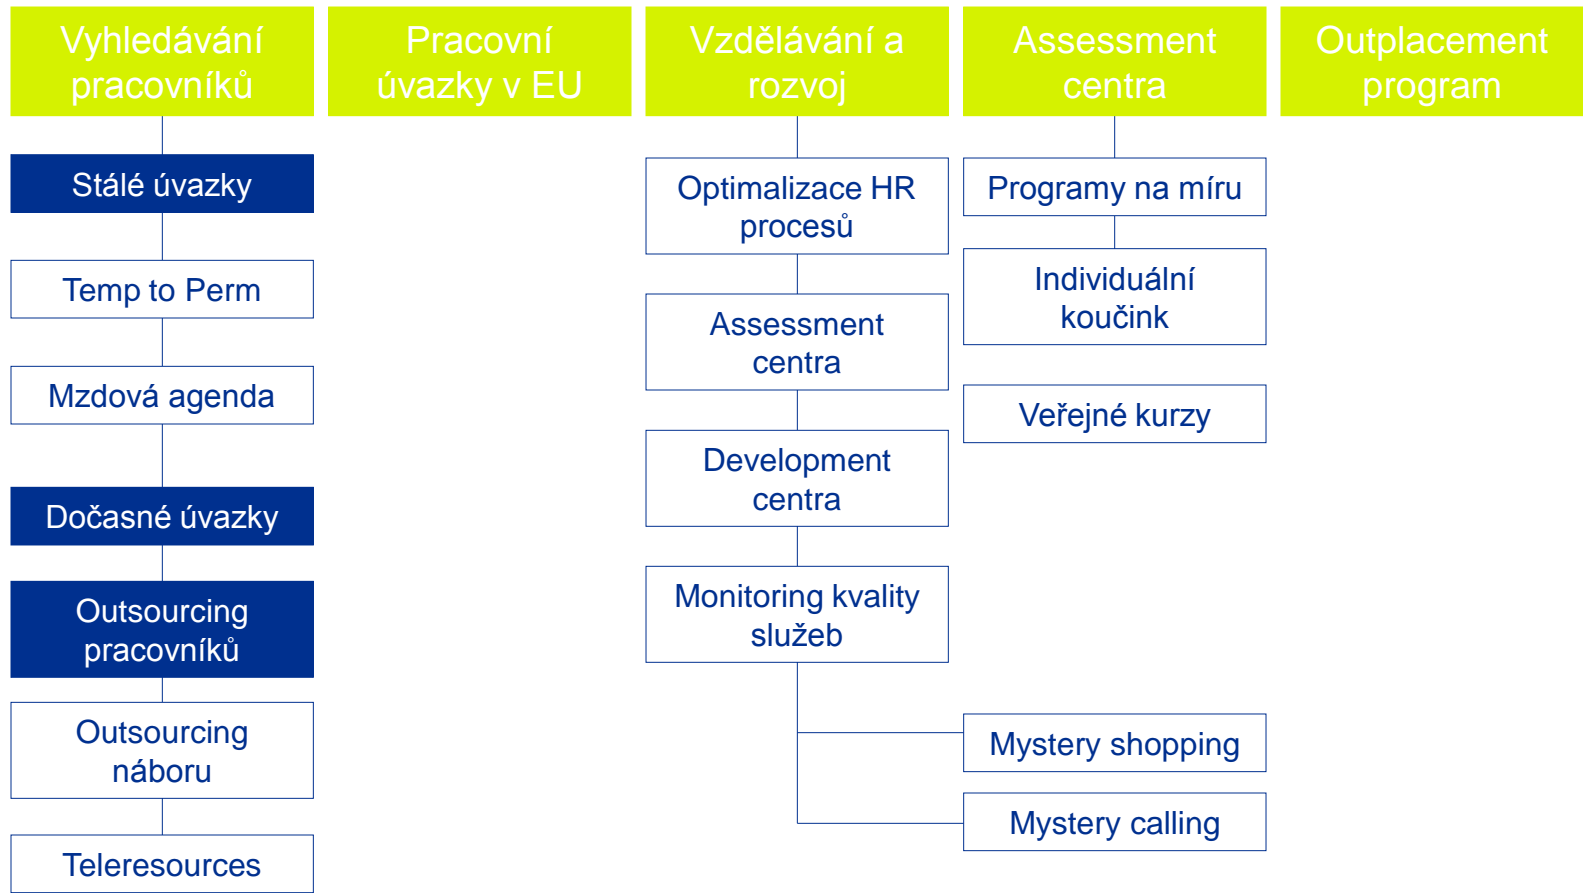 Vyhledávání
pracovníků
Pracovní
úvazky v EU
Vzdělávání a
rozvoj
Assessment
centra
Outplacement
program
Stálé úvazky
Temp to Perm
Mzdová agenda
Dočasné úvazky
Outsourcing
pracovníků
Outsourcing
náboru
Teleresources
Optimalizace HR
procesů
Assessment
centra
Development
centra
Monitoring kvality
služeb
Programy na míru
Individuální
koučink
Veřejné kurzy
Mystery shopping
Mystery calling